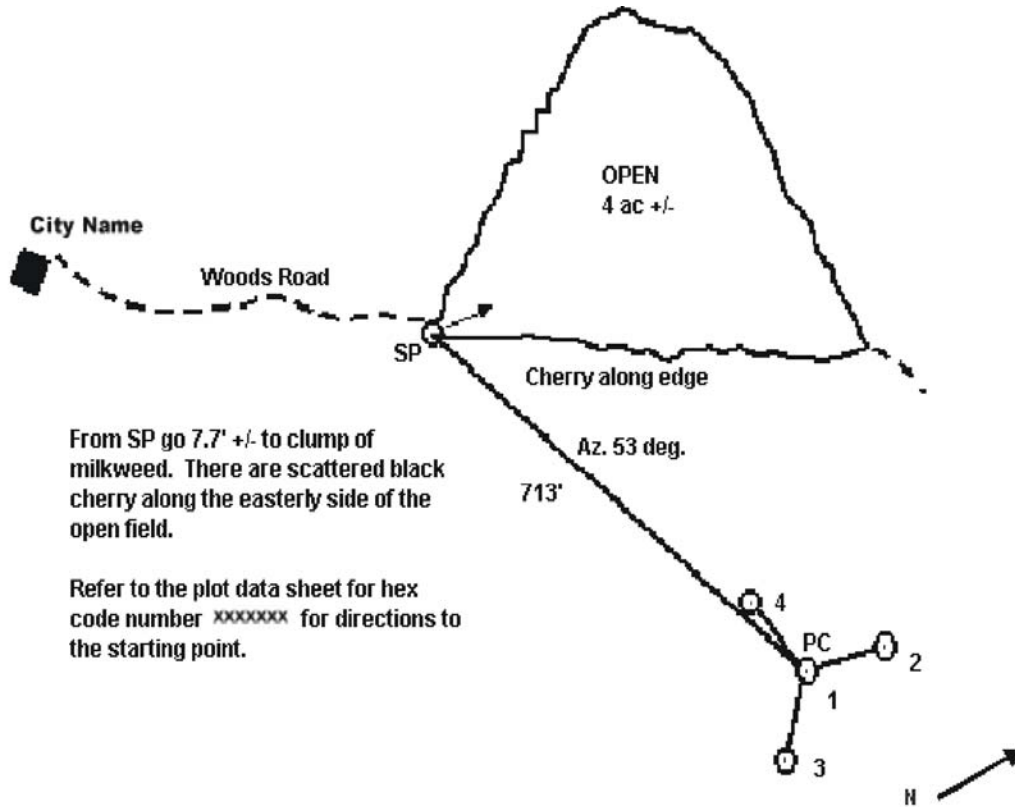 OPEN
4 ac +/-
City Name
Woods Road
SP
Cherry along edge
Az. 53 deg.
713'
From SP go 7.7' +/- to clump of
milkweed. There are scattered black
cherry along the easterly side of the
open field.
Refer to the plot data sheet for hex
code number xxxxxxx for directions to
the starting point.
4
PC
2
1
3
N